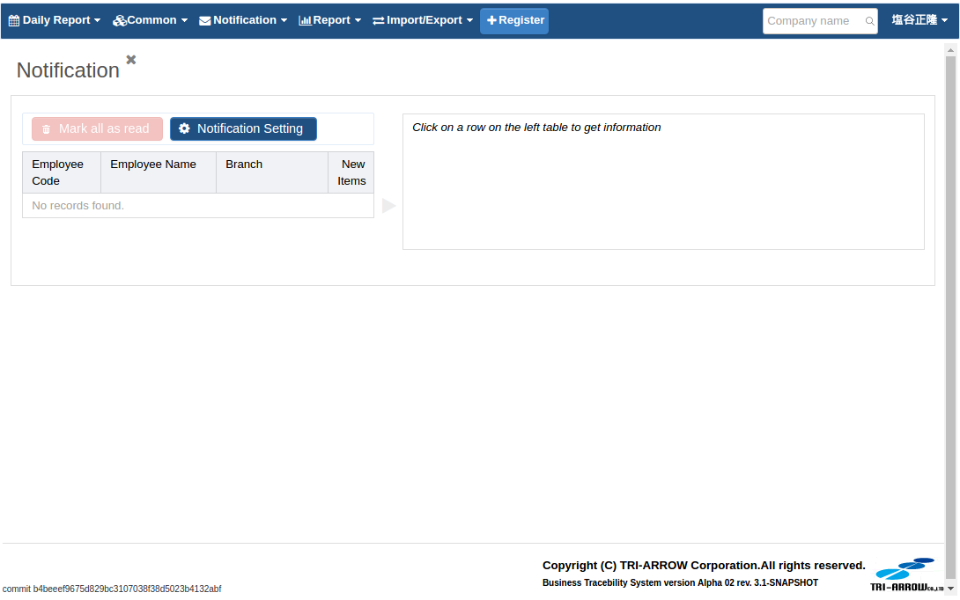 Daily Report Common Notification Report Import/Export Register Company name 塩谷正隆
Notification
Mark all as read Notification Setting
Click on a row on the left table to get information
Employee Code Employee Name Branch New Items
No records found.
Copyright (C) TRI-ARROW Corporation.All rights reserved.
Business Tracebility System version Alpha 02 rev. 3.1-SNAPSHOT
TRI-ARROW CO.,LTD
commit b4beeef9675d829bc3107038f38d5023b4132abf